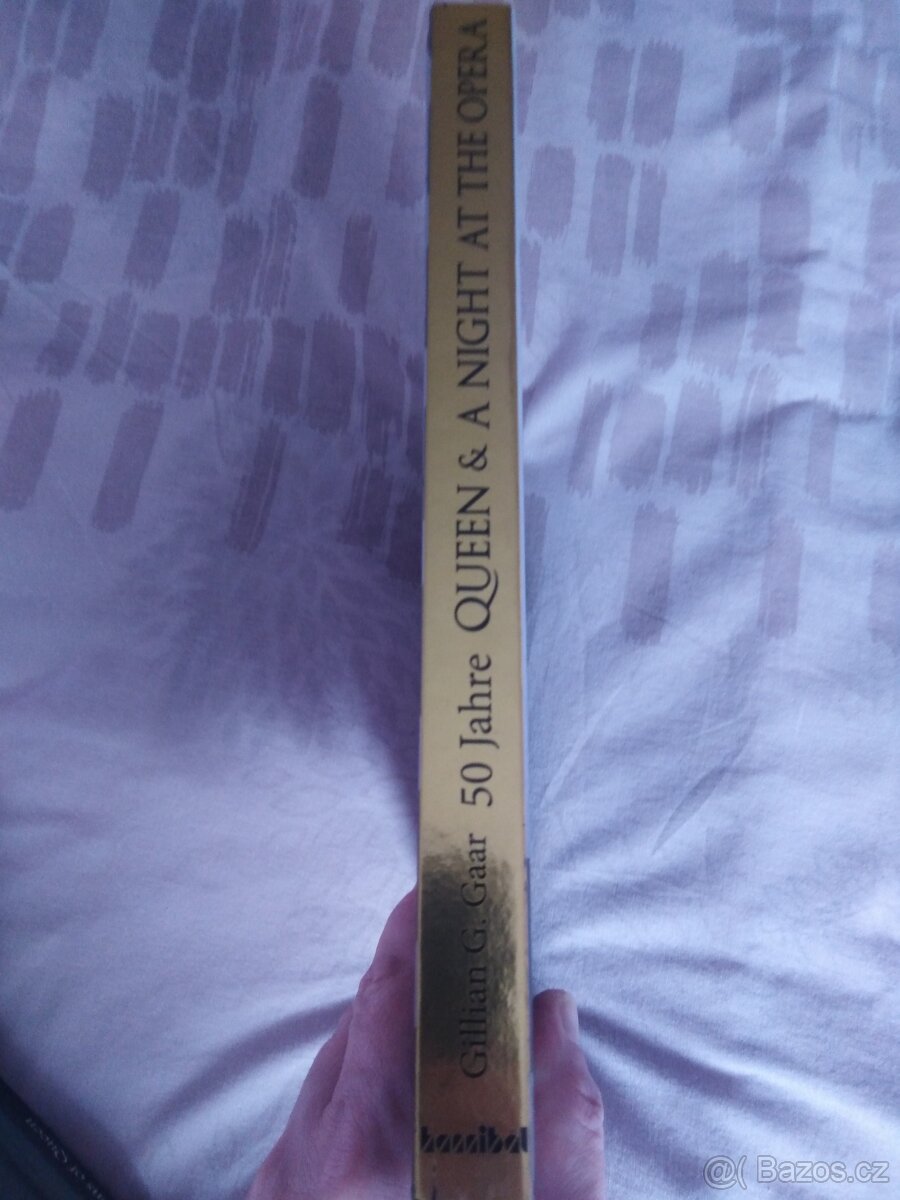 Gillian G. Gaar 50 Jahre QUEEN & A NIGHT AT THE OPERA
hannibal
@( Bazos.cz